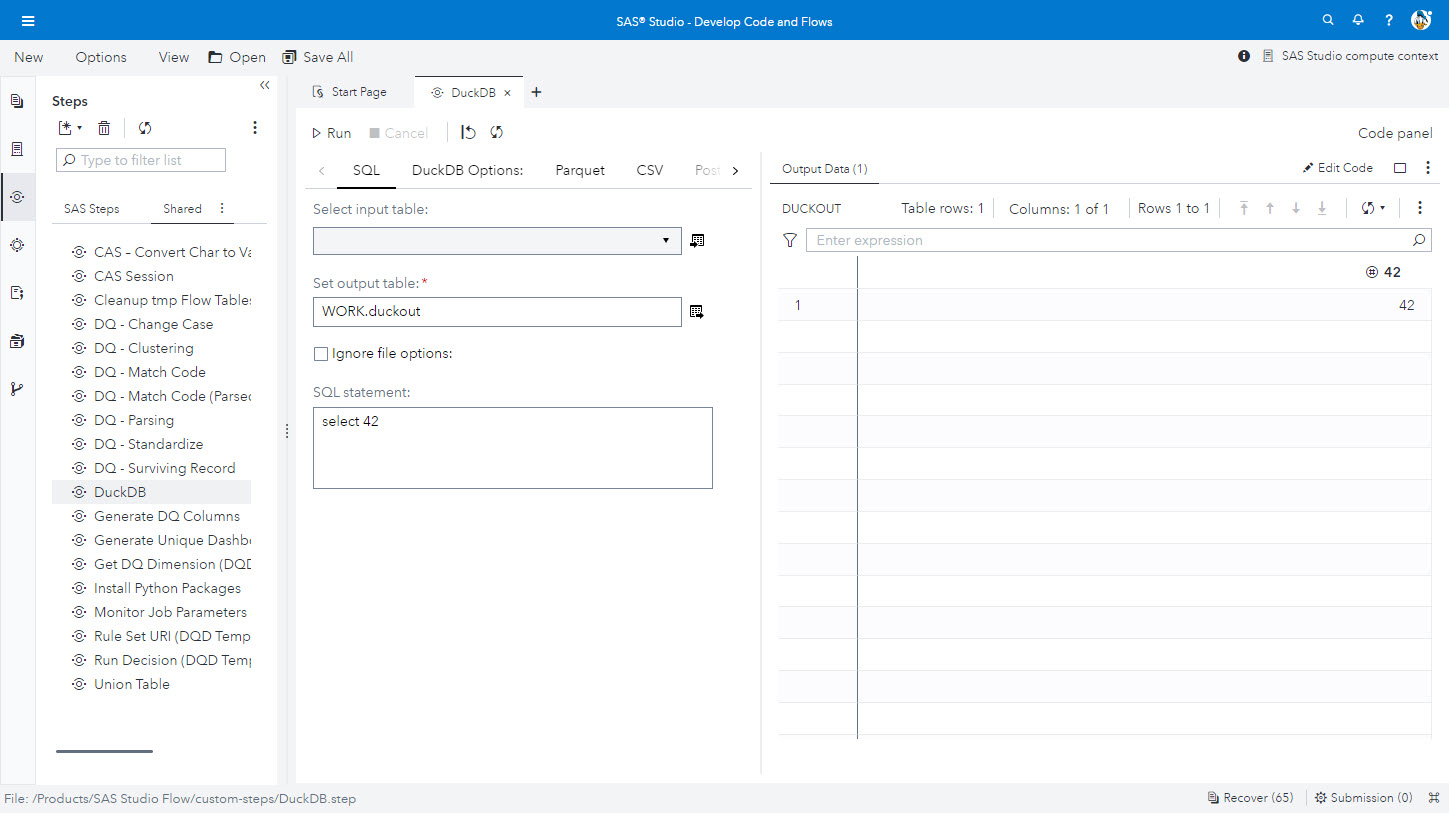 SAS® Studio - Develop Code and Flows
New Options View Open Save All
SAS Studio compute context
Steps
Type to filter list
SAS Steps Shared
CAS – Convert Char to Va
CAS Session
Cleanup tmp Flow Tables
DQ - Change Case
DQ - Clustering
DQ - Match Code
DQ - Match Code (Parsed
DQ - Parsing
DQ - Standardize
DQ - Surviving Record
DuckDB
Generate DQ Columns
Generate Unique Dashbo
Get DQ Dimension (DQD
Install Python Packages
Monitor Job Parameters
Rule Set URI (DQD Temp
Run Decision (DQD Temp
Union Table
Start Page DuckDB
Run Cancel
Code panel
SQL DuckDB Options: Parquet CSV Post
Select input table:
Set output table:*
WORK.duckout
Ignore file options:
SQL statement:
select 42
Output Data (1)
Edit Code
DUCKOUT Table rows: 1 Columns: 1 of 1 Rows 1 to 1
Enter expression
42
1 42
File: /Products/SAS Studio Flow/custom-steps/DuckDB.step
Recover (65) Submission (0)